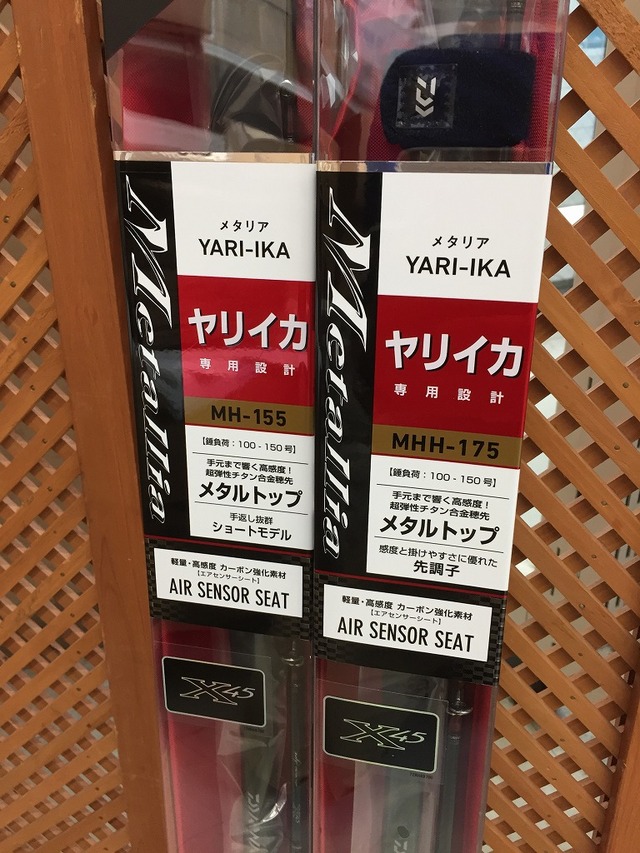 Metallia
メタリア
YARI-IKA
ヤリイカ
専用設計
MH-155
【錘負荷：100-150号】
手元まで響く高感度！
超弾性チタン合金穂先
メタルトップ
手返し抜群
ショートモデル
軽量・高感度 カーボン強化素材
【エアセンサーシート】
AIR SENSOR SEAT
X45
Metallia
メタリア
YARI-IKA
ヤリイカ
専用設計
MHH-175
【錘負荷：100-150号】
手元まで響く高感度！
超弾性チタン合金穂先
メタルトップ
感度と掛けやすさに優れた
先調子
軽量・高感度 カーボン強化素材
【エアセンサーシート】
AIR SENSOR SEAT
X45